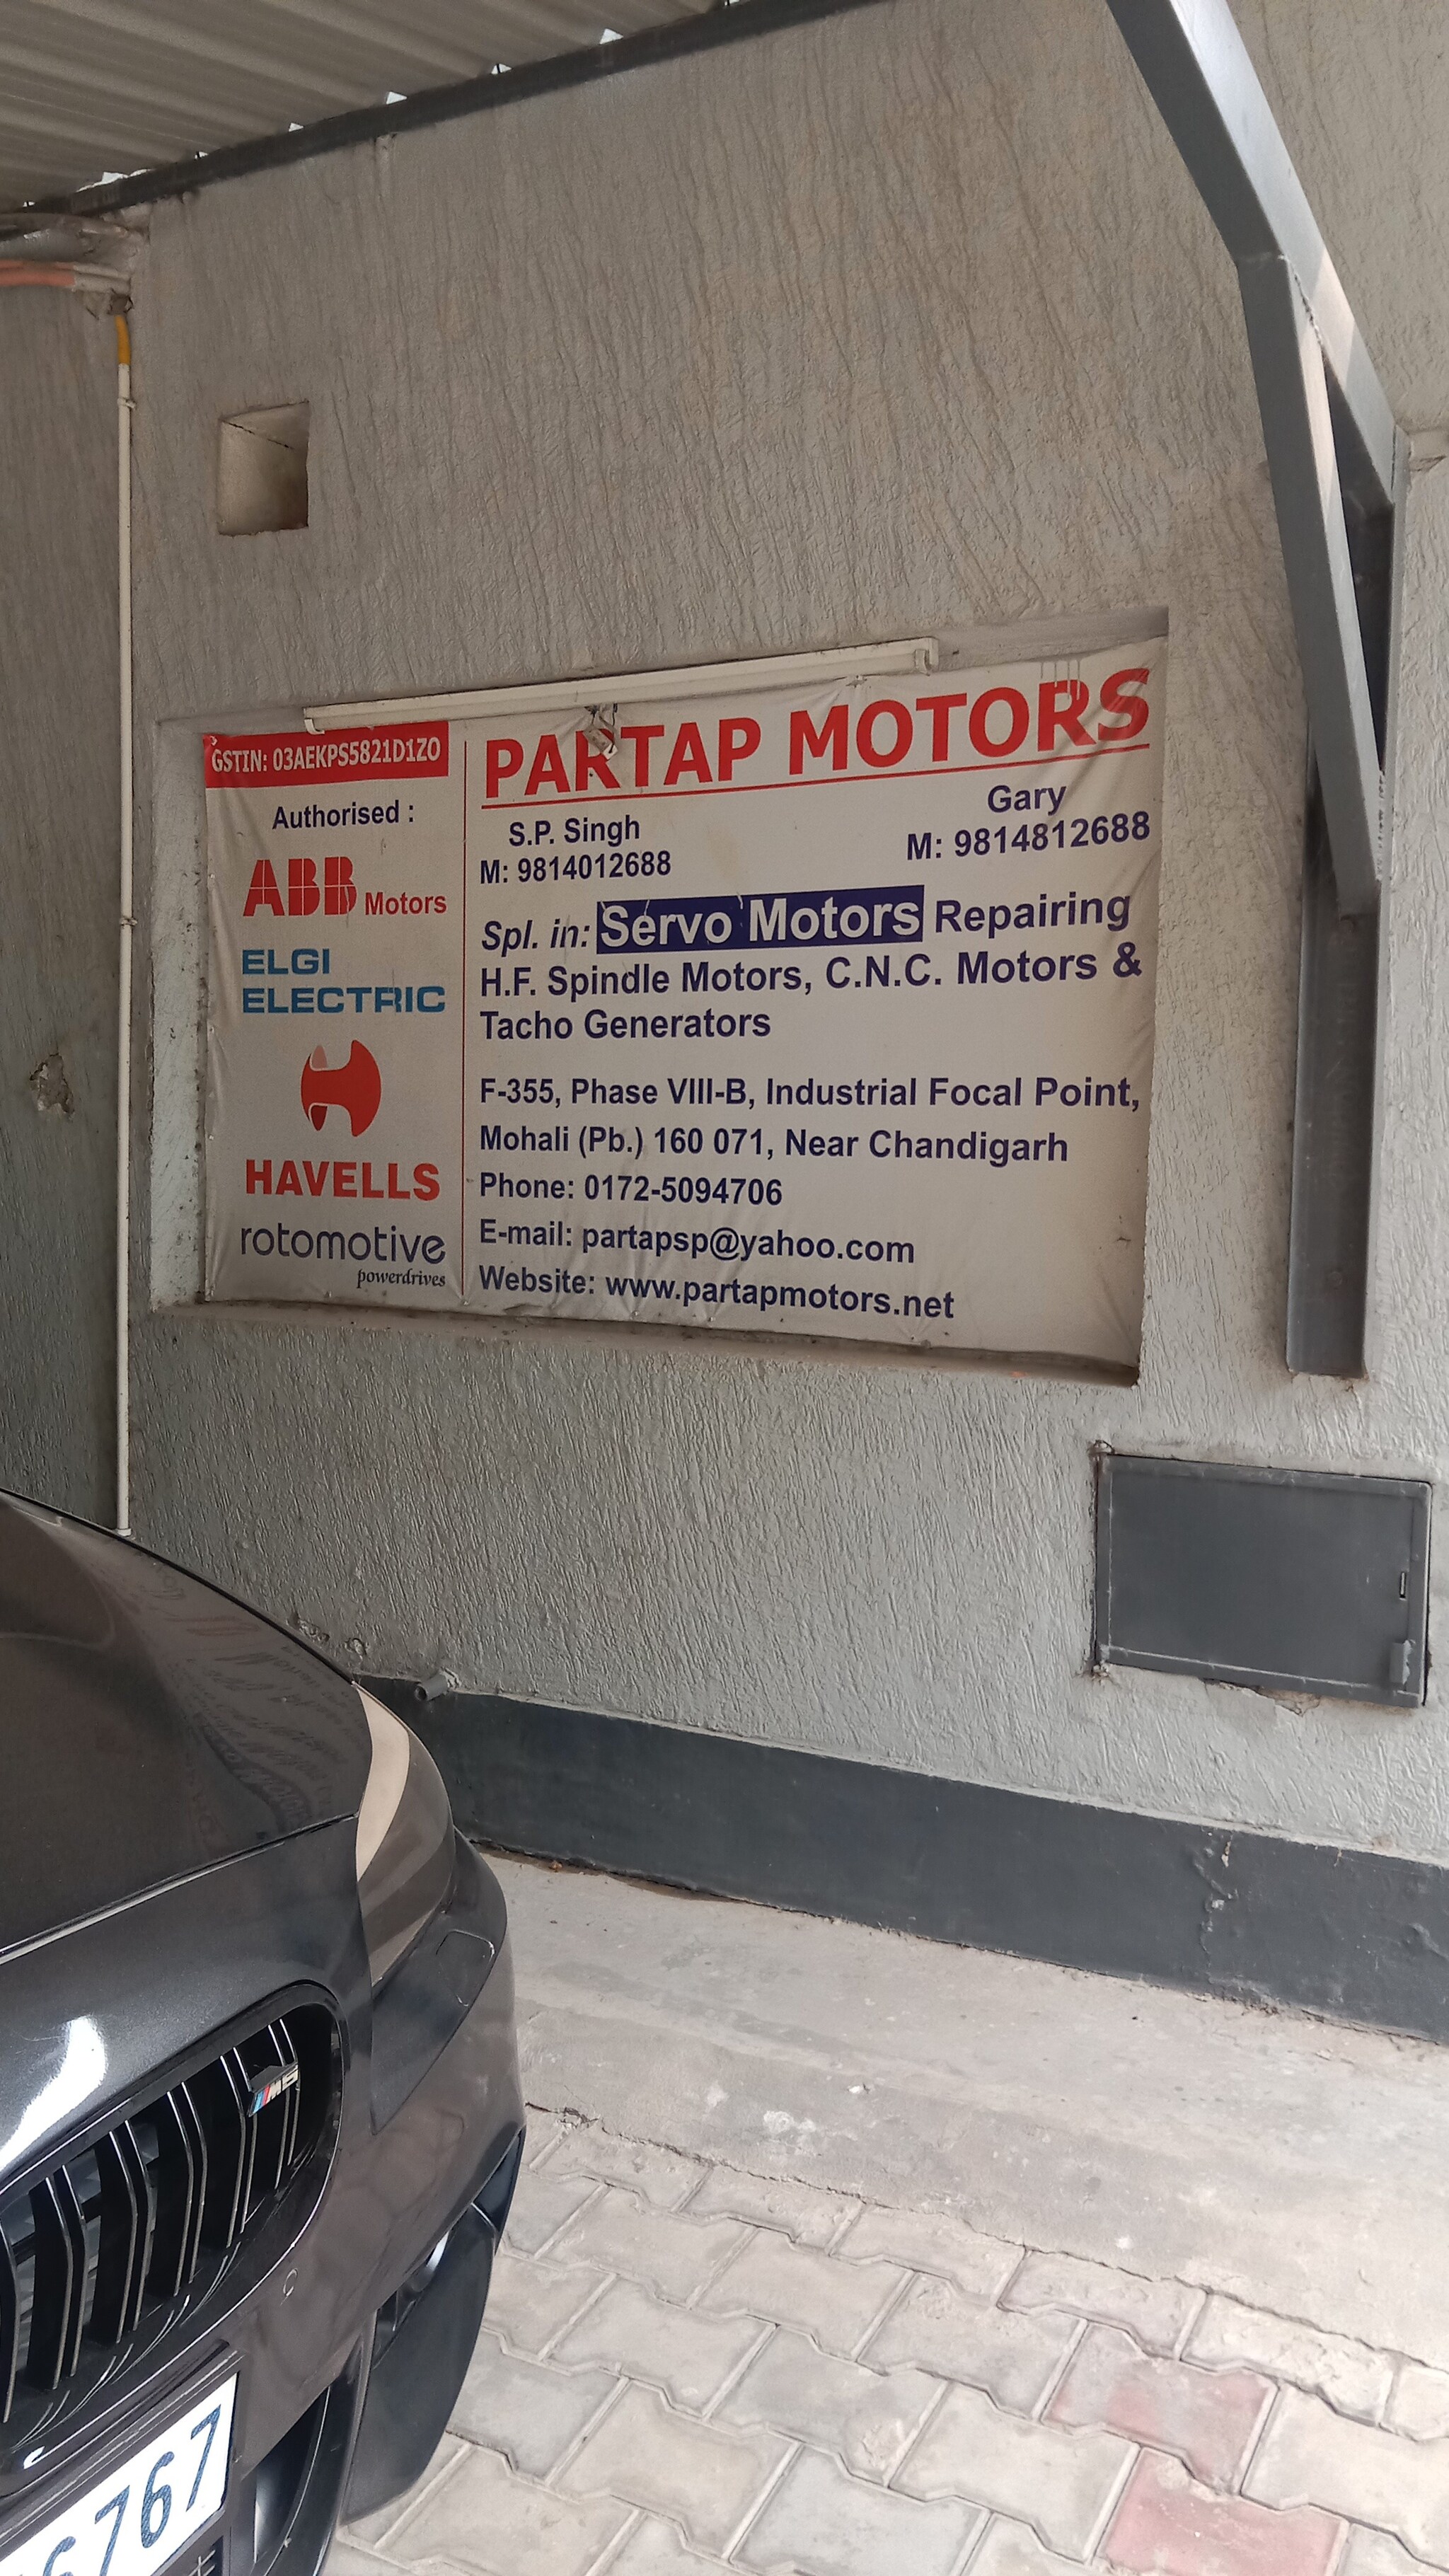 GSTIN: 03AEKPS5821D1ZO
Authorised :
ABB Motors
ELGI
ELECTRIC
HAVELLS
rotomotive
powerdrives
PARTAP MOTORS
S.P. Singh
M: 9814012688
Gary
M: 9814812688
Spl. in: Servo Motors Repairing
H.F. Spindle Motors, C.N.C. Motors &
Tacho Generators
F-355, Phase VIII-B, Industrial Focal Point,
Mohali (Pb.) 160 071, Near Chandigarh
Phone: 0172-5094706
E-mail: partapsp@yahoo.com
Website: www.partapmotors.net
M5
6767